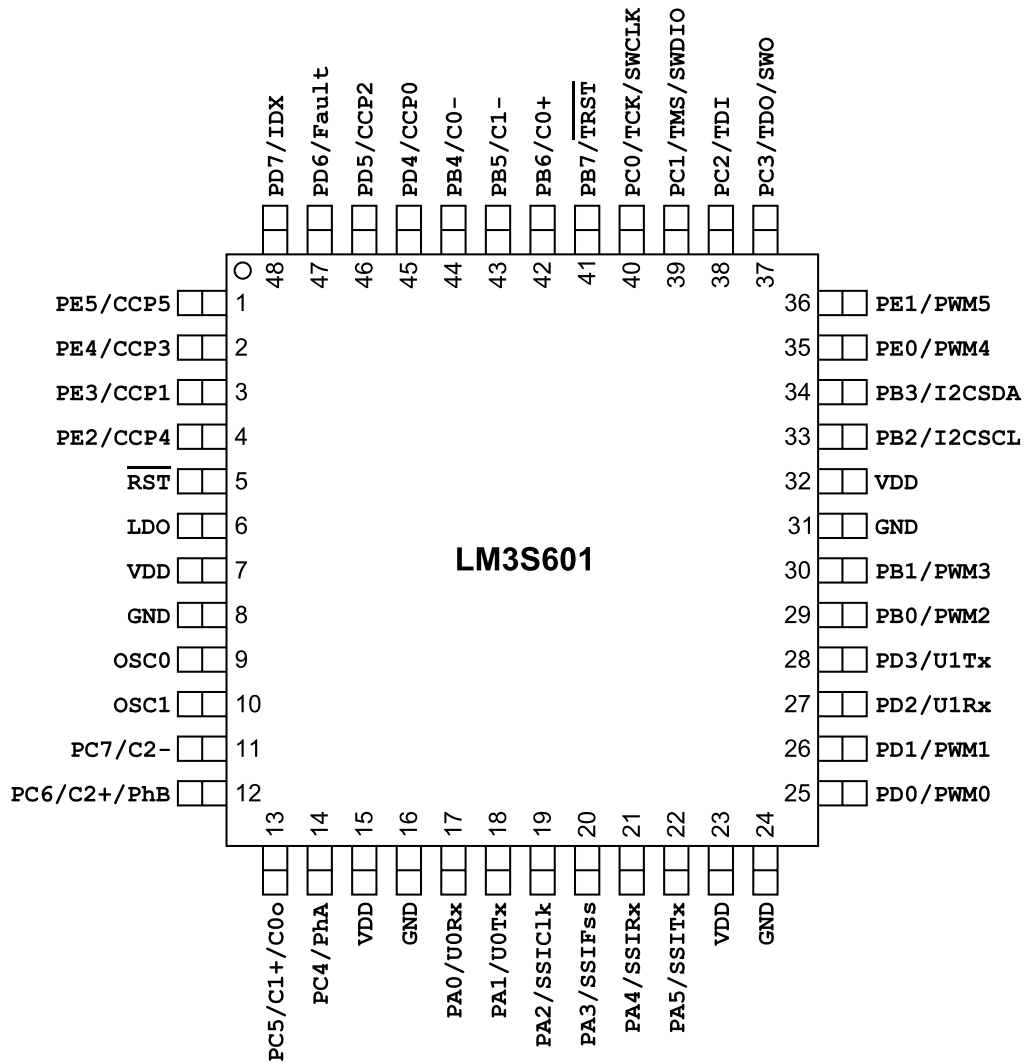 PD7/IDX
PD6/Fault
PD5/CCP2
PD4/CCP0
PB4/C0-
PB5/C1-
PB6/C0+
PB7/TRST
PC0/TCK/SWCLK
PC1/TMS/SWDIO
PC2/TDI
PC3/TDO/SWO
48
47
46
45
44
43
42
41
40
39
38
37
PE5/CCP5 1
PE4/CCP3 2
PE3/CCP1 3
PE2/CCP4 4
RST 5
LDO 6
VDD 7
GND 8
OSC0 9
OSC1 10
PC7/C2- 11
PC6/C2+/PhB 12
LM3S601
36 PE1/PWM5
35 PE0/PWM4
34 PB3/I2CSDA
33 PB2/I2CSCL
32 VDD
31 GND
30 PB1/PWM3
29 PB0/PWM2
28 PD3/U1Tx
27 PD2/U1Rx
26 PD1/PWM1
25 PD0/PWM0
13
14
15
16
17
18
19
20
21
22
23
24
PC5/C1+/C0o
PC4/PhA
VDD
GND
PA0/U0Rx
PA1/U0Tx
PA2/SSIClk
PA3/SSIFss
PA4/SSIRx
PA5/SSITx
VDD
GND